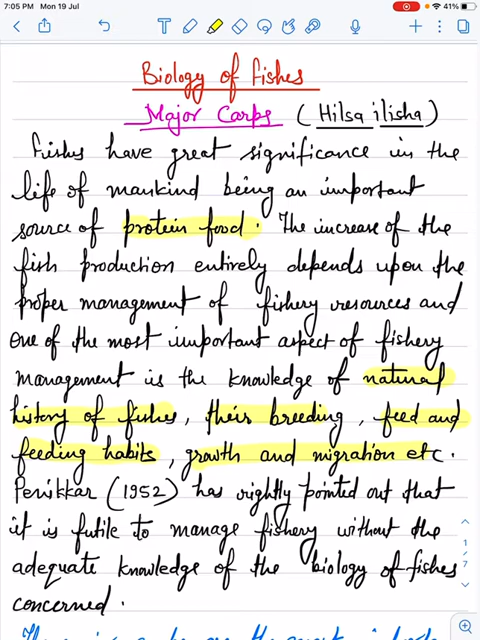 7:05 PM Mon 19 Jul
41%
Biology of Fishes
Major Carps (Hilsa ilisha)
Fishes have great significance in the
life of mankind being an important
source of protein food. The increase of the
fish production entirely depends upon the
proper management of fishery resources and
one of the most important aspect of fishery
management is the knowledge of natural
history of fishes, their breeding, feed and
feeding habits, growth and migration etc.
Penikkar (1952) has rightly pointed out that
it is futile to manage fishery without the
adequate knowledge of the biology of fishes
concerned.
1
7